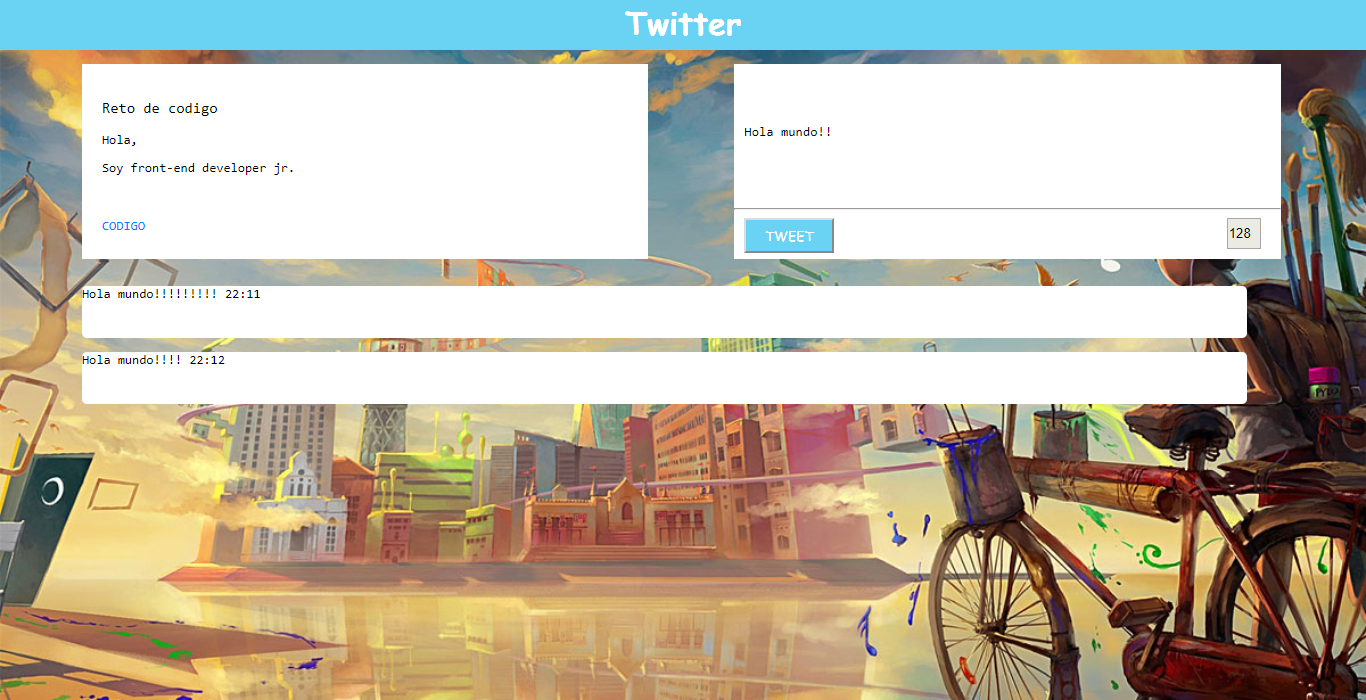 Twitter
Reto de codigo
Hola,
Soy front-end developer jr.
CODIGO
Hola mundo!!
TWEET
128
Hola mundo!!!!!!!!! 22:11
Hola mundo!!!! 22:12